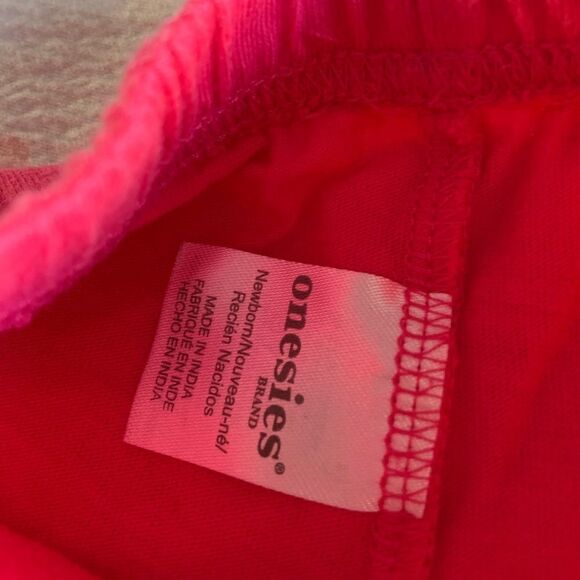 onesies®
BRAND
Newborn/Nouveau-né/
Recién Nacidos
MADE IN INDIA
FABRIQUÉ EN INDE
HECHO EN INDIA